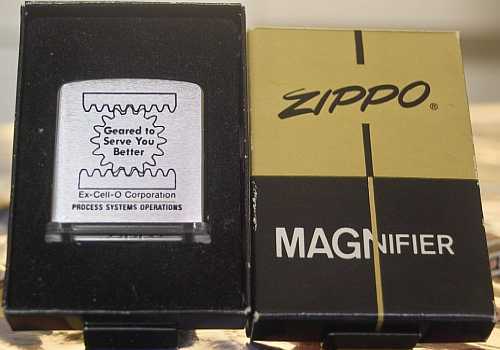 Geared to
Serve You
Better
Ex-Cell-O Corporation
PROCESS SYSTEMS OPERATIONS
ZIPPO®
MAGNIFIER